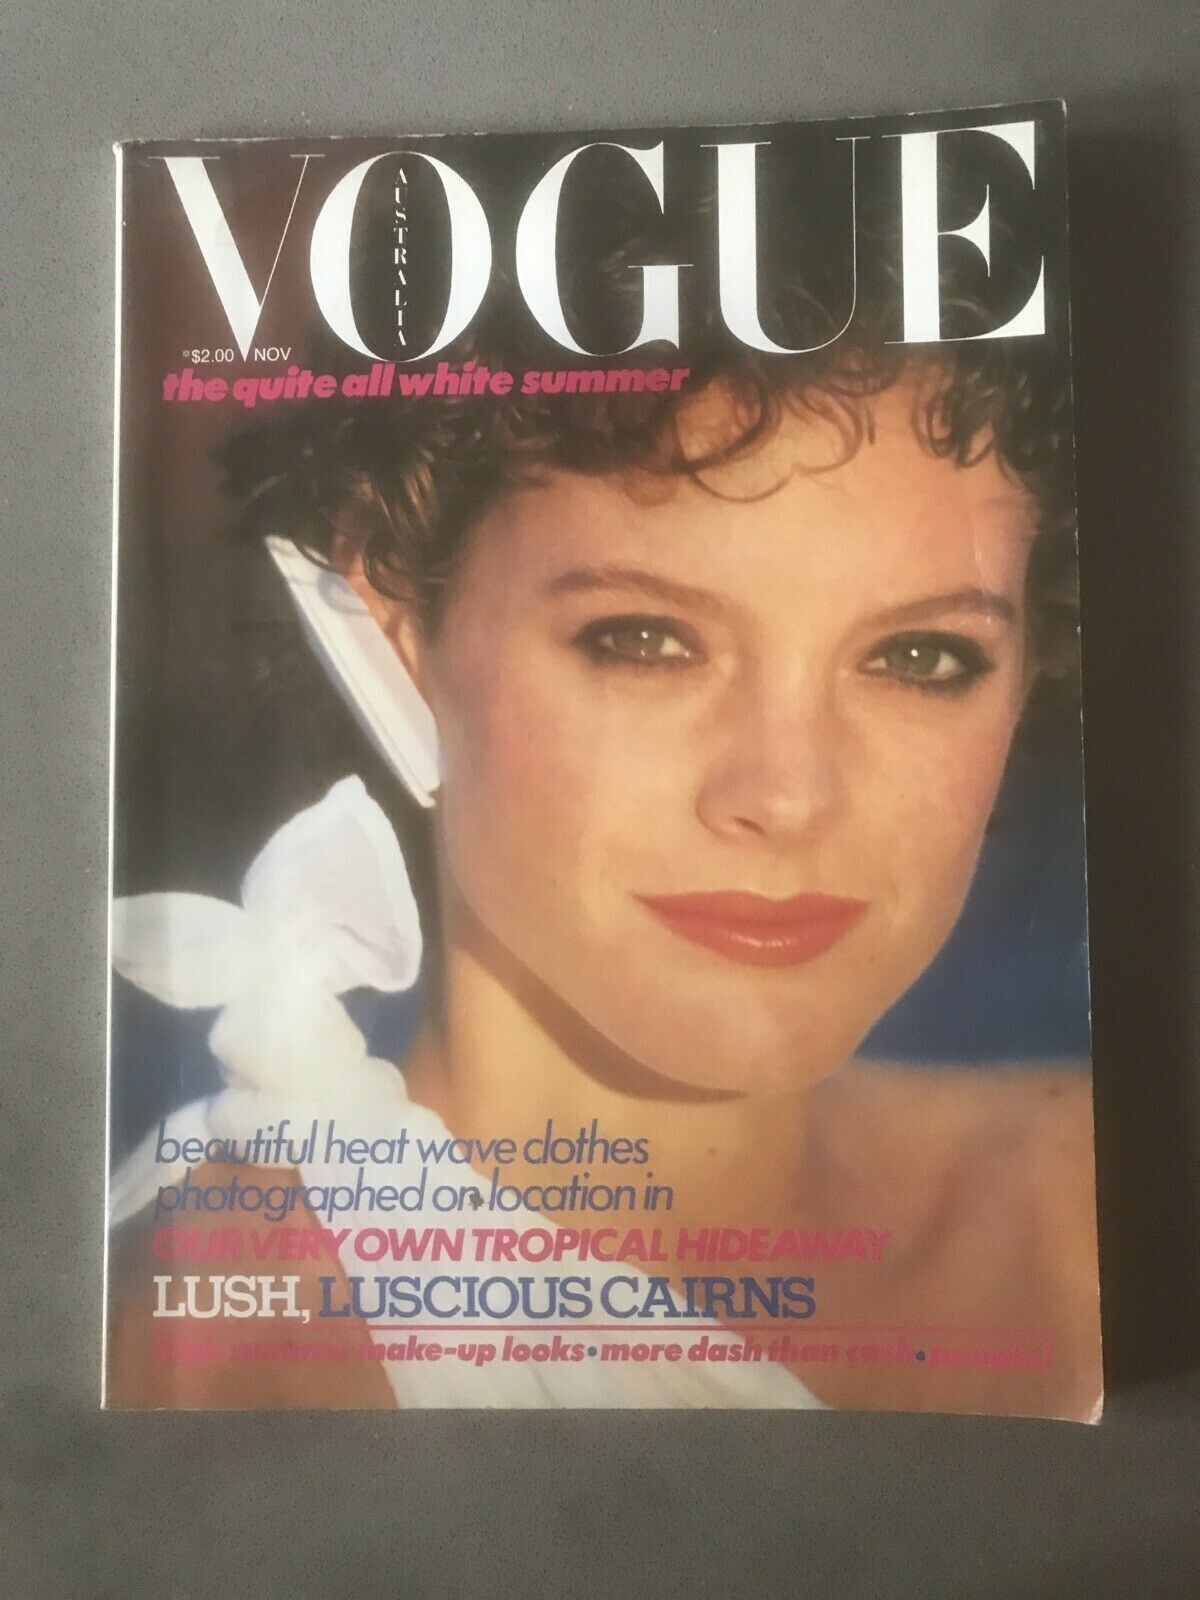 VOGUE
AUSTRALIA
*$2.00 NOV
the quite all white summer
beautiful heat wave clothes
photographed on location in
OUR VERY OWN TROPICAL HIDEAWAY
LUSH, LUSCIOUS CAIRNS
make-up looks • more dash than cash • people!